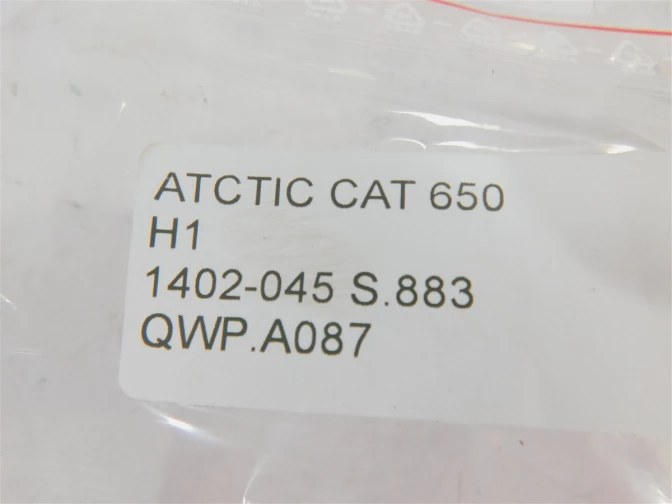 ATCTIC CAT 650
H1
1402-045 S.883
QWP.A087